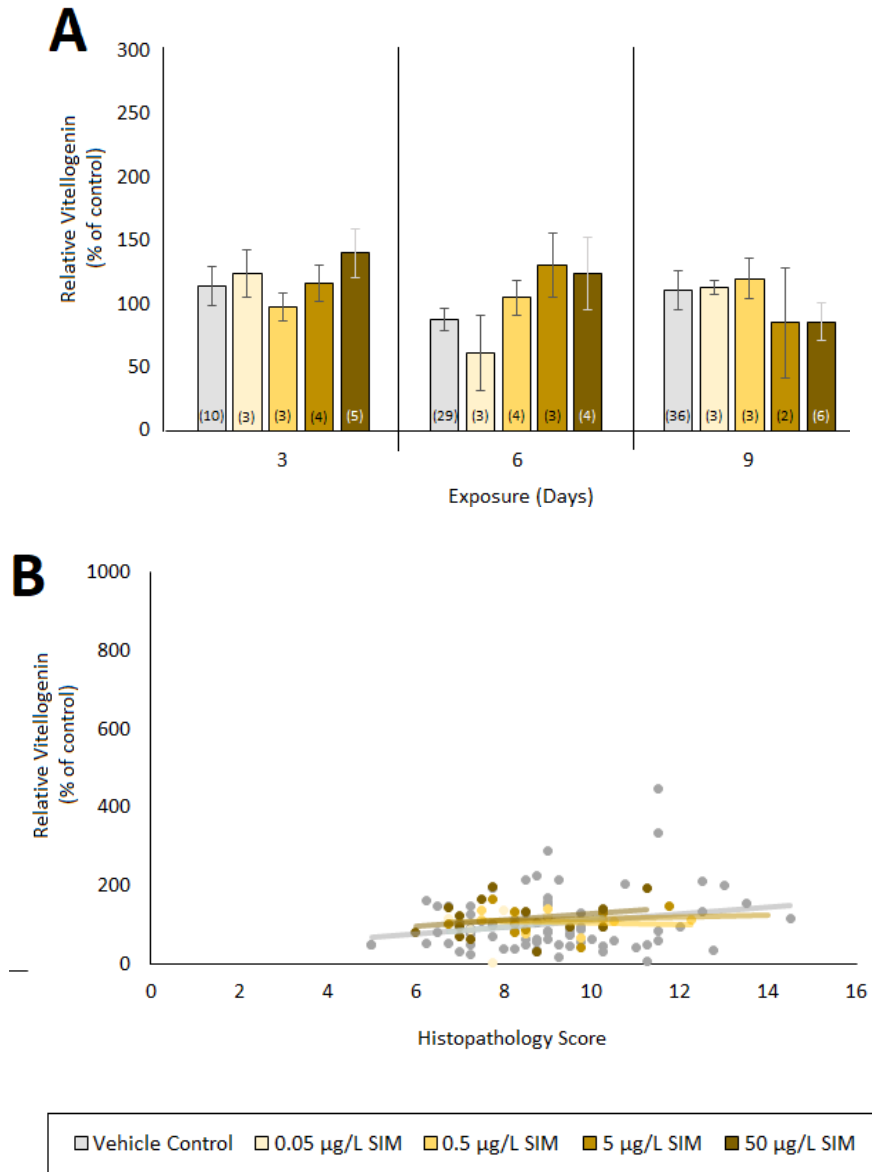 A
300
250
200
150
100
50
0
Relative Vitellogenin
(% of control)
(10) (3) (3) (4) (5) (29) (3) (4) (3) (4) (36) (3) (3) (2) (6)
3 6 9
Exposure (Days)
B
1000
800
600
400
200
0
Relative Vitellogenin
(% of control)
0 2 4 6 8 10 12 14 16
Histopathology Score
Vehicle Control 0.05 µg/L SIM 0.5 µg/L SIM 5 µg/L SIM 50 µg/L SIM